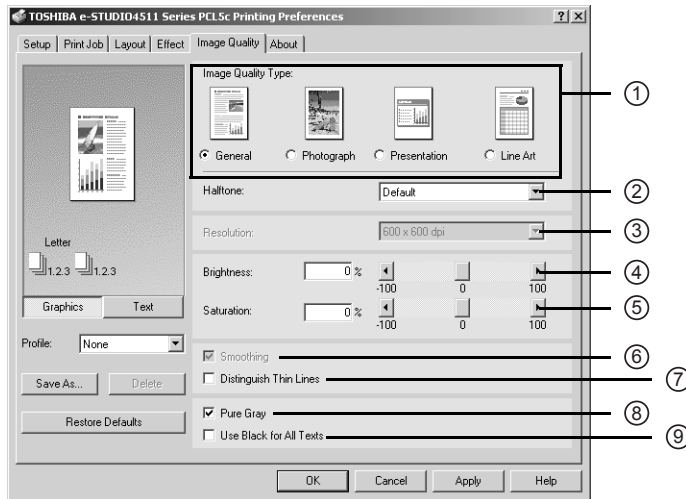 TOSHIBA e-STUDIO4511 Series PCL5c Printing Preferences
Setup Print Job Layout Effect Image Quality About
Image Quality Type:
General Photograph Presentation Line Art
①
Halftone: Default ②
Resolution: 600 x 600 dpi ③
Brightness: 0 % ④
-100 0 100
Saturation: 0 % ⑤
-100 0 100
Letter
1.2.3 1.2.3
Graphics Text
Profile: None
Save As... Delete
Restore Defaults
Smoothing ⑥
Distinguish Thin Lines ⑦
Pure Gray ⑧
Use Black for All Texts ⑨
OK Cancel Apply Help